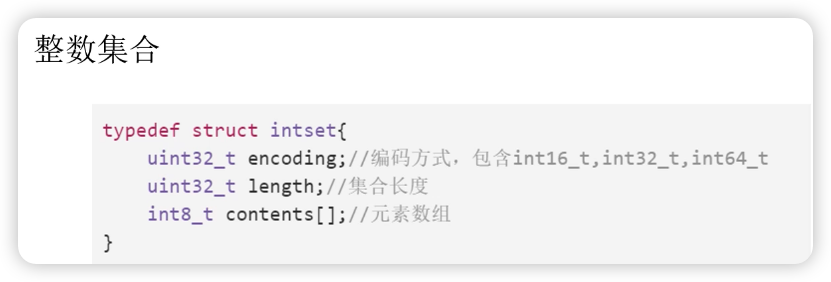 整数集合
typedef struct intset{
    uint32_t encoding;//编码方式，包含int16_t,int32_t,int64_t
    uint32_t length;//集合长度
    int8_t contents[];//元素数组
}